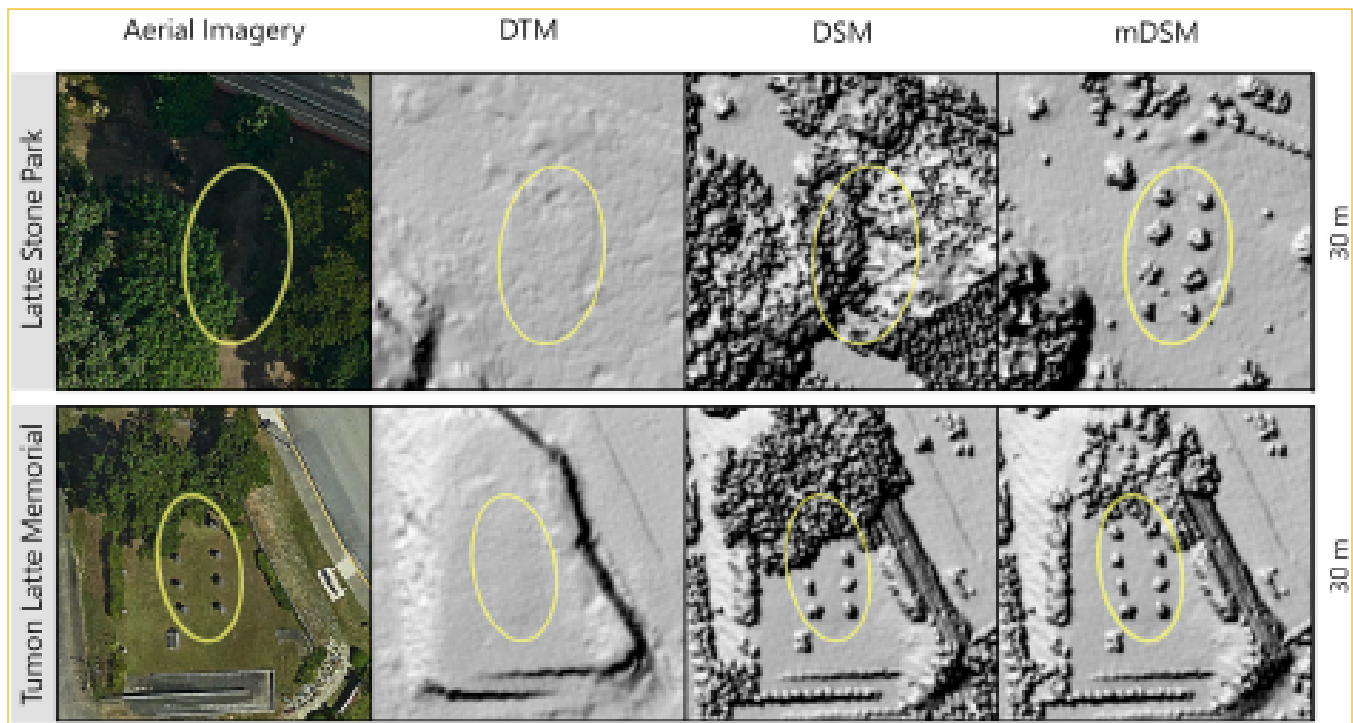 Aerial Imagery DTM DSM mDSM
Latte Stone Park
30 m
Tumon Latte Memorial
30 m